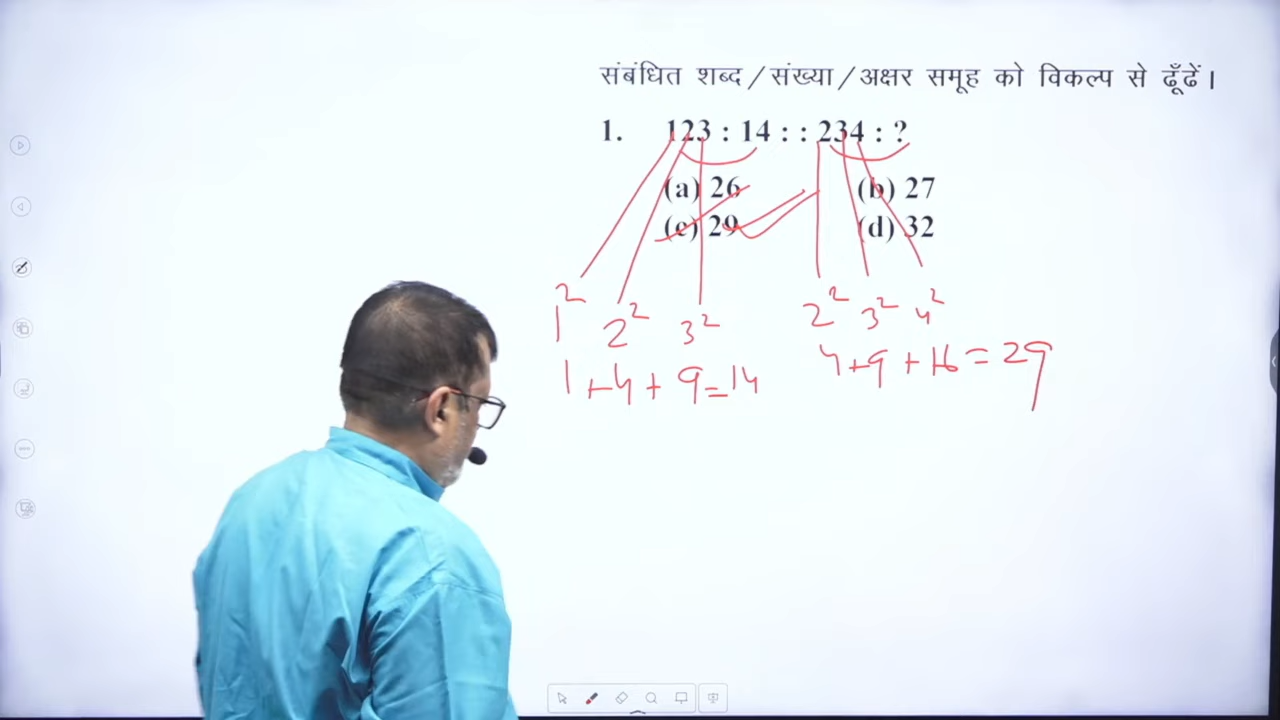 संबंधित शब्द/संख्या/अक्षर समूह को विकल्प से ढूँढें।
1. 123 : 14 : : 234 : ?
(a) 26 (b) 27
(c) 29 (d) 32
1² 2² 3² 2² 3² 4²
1+4+9=14 4+9+16=29